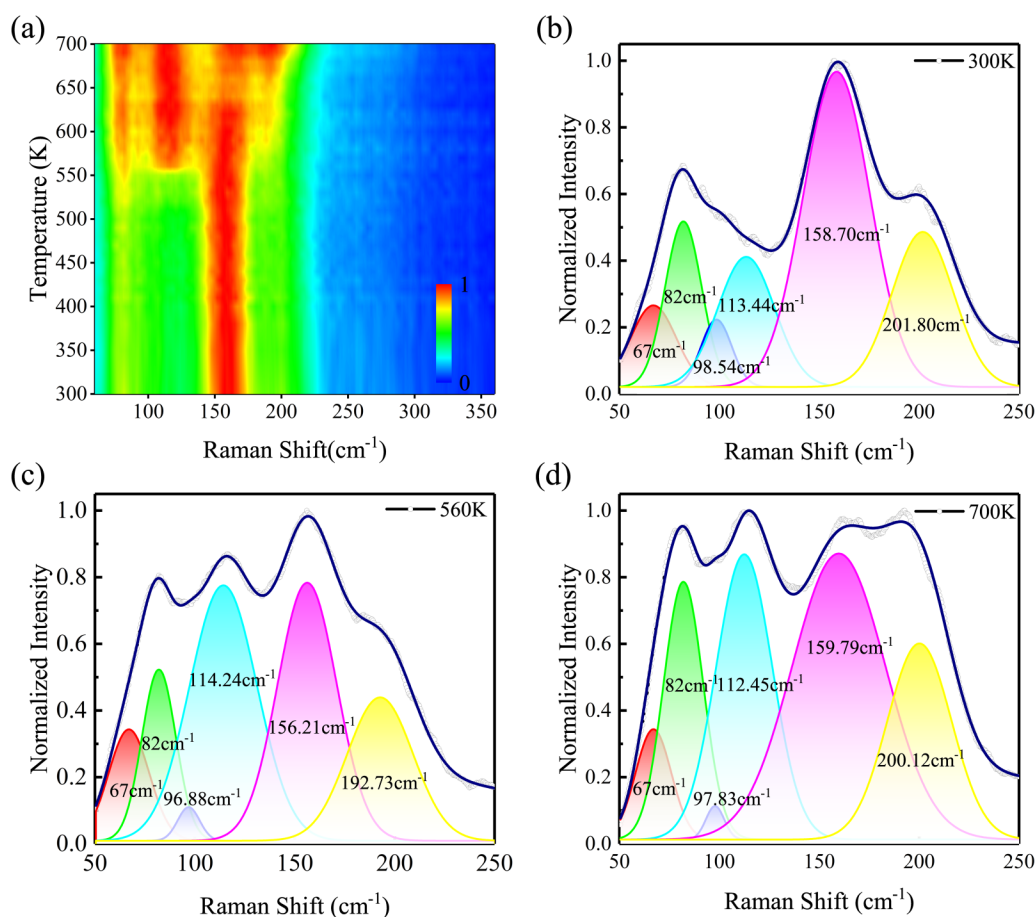 (a)
Temperature (K)
700
650
600
550
500
450
400
350
300
1
0
100 150 200 250 300 350
Raman Shift(cm⁻¹)
(b)
Normalized Intensity
1.0
0.8
0.6
0.4
0.2
0.0
300K
67cm⁻¹
82cm⁻¹
98.54cm⁻¹
113.44cm⁻¹
158.70cm⁻¹
201.80cm⁻¹
50 100 150 200 250
Raman Shift (cm⁻¹)
(c)
Normalized Intensity
1.0
0.8
0.6
0.4
0.2
0.0
560K
67cm⁻¹
82cm⁻¹
96.88cm⁻¹
114.24cm⁻¹
156.21cm⁻¹
192.73cm⁻¹
50 100 150 200 250
Raman Shift (cm⁻¹)
(d)
Normalized Intensity
1.0
0.8
0.6
0.4
0.2
0.0
700K
67cm⁻¹
82cm⁻¹
97.83cm⁻¹
112.45cm⁻¹
159.79cm⁻¹
200.12cm⁻¹
50 100 150 200 250
Raman Shift (cm⁻¹)